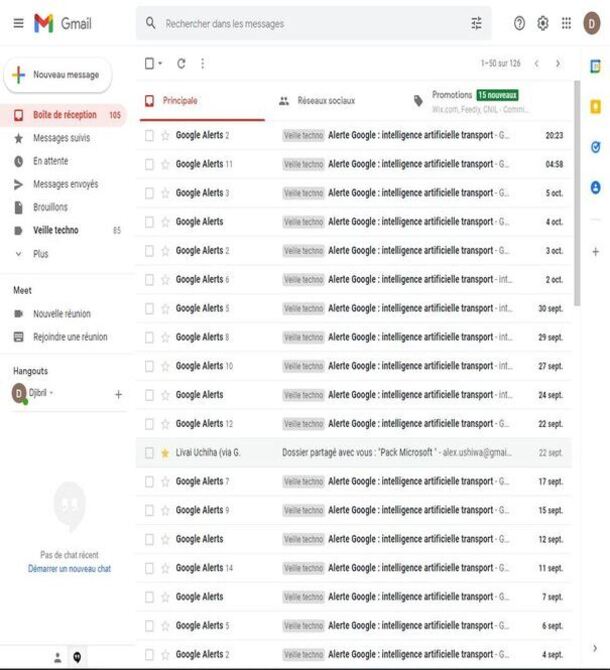 Gmail
Rechercher dans les messages
D
Nouveau message
1–50 sur 126
Principale
Réseaux sociaux
Promotions 15 nouveaux
Wix.com, Feedly, CNIL - Commi...
Boîte de réception 105
Messages suivis
En attente
Messages envoyés
Brouillons
Veille techno 85
Plus
Meet
Nouvelle réunion
Rejoindre une réunion
Hangouts
D Djibril
Pas de chat récent
Démarrer un nouveau chat
Google Alerts 2 Veille techno Alerte Google : intelligence artificielle transport - G... 20:23
Google Alerts 11 Veille techno Alerte Google : intelligence artificielle transport - G... 04:58
Google Alerts 3 Veille techno Alerte Google : intelligence artificielle transport - G... 5 oct.
Google Alerts Veille techno Alerte Google : intelligence artificielle transport - G... 4 oct.
Google Alerts 2 Veille techno Alerte Google : intelligence artificielle transport - G... 3 oct.
Google Alerts 6 Veille techno Alerte Google : intelligence artificielle transport - int... 2 oct.
Google Alerts 5 Veille techno Alerte Google : intelligence artificielle transport - int... 30 sept.
Google Alerts 8 Veille techno Alerte Google : intelligence artificielle transport - int... 29 sept.
Google Alerts 10 Veille techno Alerte Google : intelligence artificielle transport - int... 27 sept.
Google Alerts Veille techno Alerte Google : intelligence artificielle transport - int... 24 sept.
Google Alerts 12 Veille techno Alerte Google : intelligence artificielle transport - G... 22 sept.
Livai Uchiha (via G. Dossier partagé avec vous : "Pack Microsoft " - alex.ushiwa@gmai... 22 sept.
Google Alerts 7 Veille techno Alerte Google : intelligence artificielle transport - G... 17 sept.
Google Alerts 9 Veille techno Alerte Google : intelligence artificielle transport - G... 15 sept.
Google Alerts Veille techno Alerte Google : intelligence artificielle transport - G... 12 sept.
Google Alerts 14 Veille techno Alerte Google : intelligence artificielle transport - G... 11 sept.
Google Alerts Veille techno Alerte Google : intelligence artificielle transport - G... 7 sept.
Google Alerts 5 Veille techno Alerte Google : intelligence artificielle transport - G... 6 sept.
Google Alerts 2 Veille techno Alerte Google : intelligence artificielle transport - G... 4 sept.